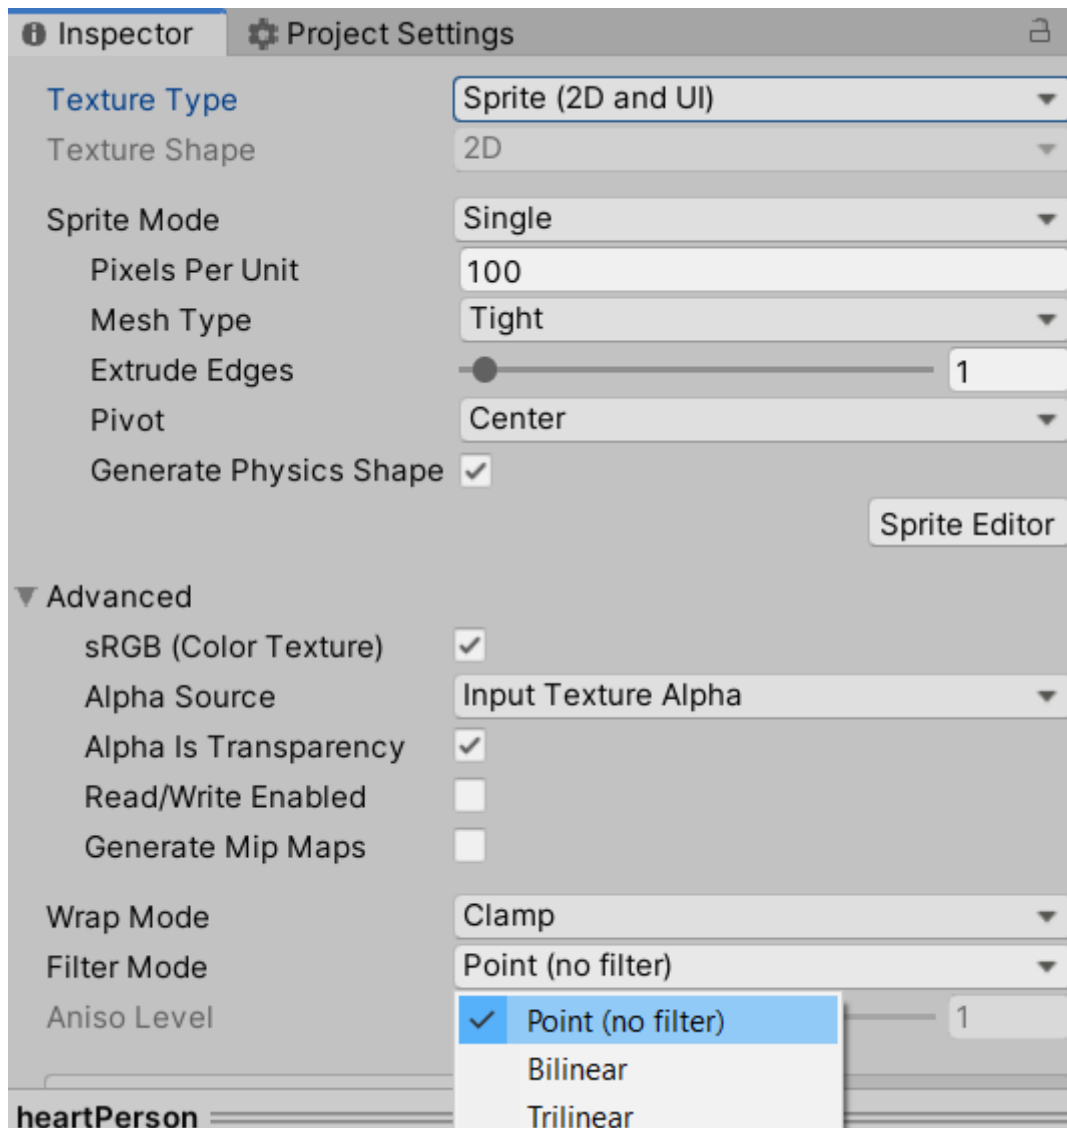 Inspector Project Settings
Texture Type Sprite (2D and UI)
Texture Shape 2D
Sprite Mode Single
Pixels Per Unit 100
Mesh Type Tight
Extrude Edges 1
Pivot Center
Generate Physics Shape
Sprite Editor
Advanced
sRGB (Color Texture)
Alpha Source Input Texture Alpha
Alpha Is Transparency
Read/Write Enabled
Generate Mip Maps
Wrap Mode Clamp
Filter Mode Point (no filter)
Aniso Level 1
Point (no filter)
Bilinear
Trilinear
heartPerson